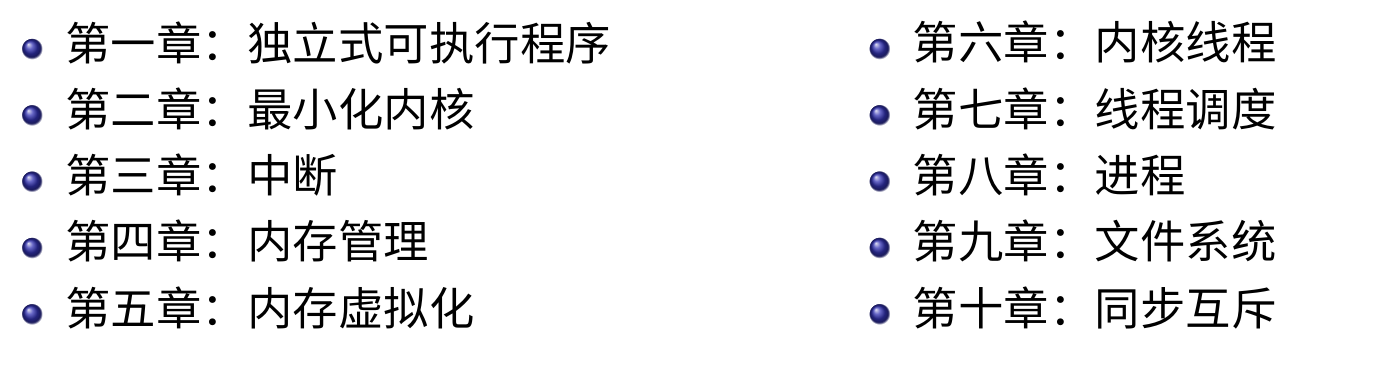 第一章：独立式可执行程序
第二章：最小化内核
第三章：中断
第四章：内存管理
第五章：内存虚拟化
第六章：内核线程
第七章：线程调度
第八章：进程
第九章：文件系统
第十章：同步互斥